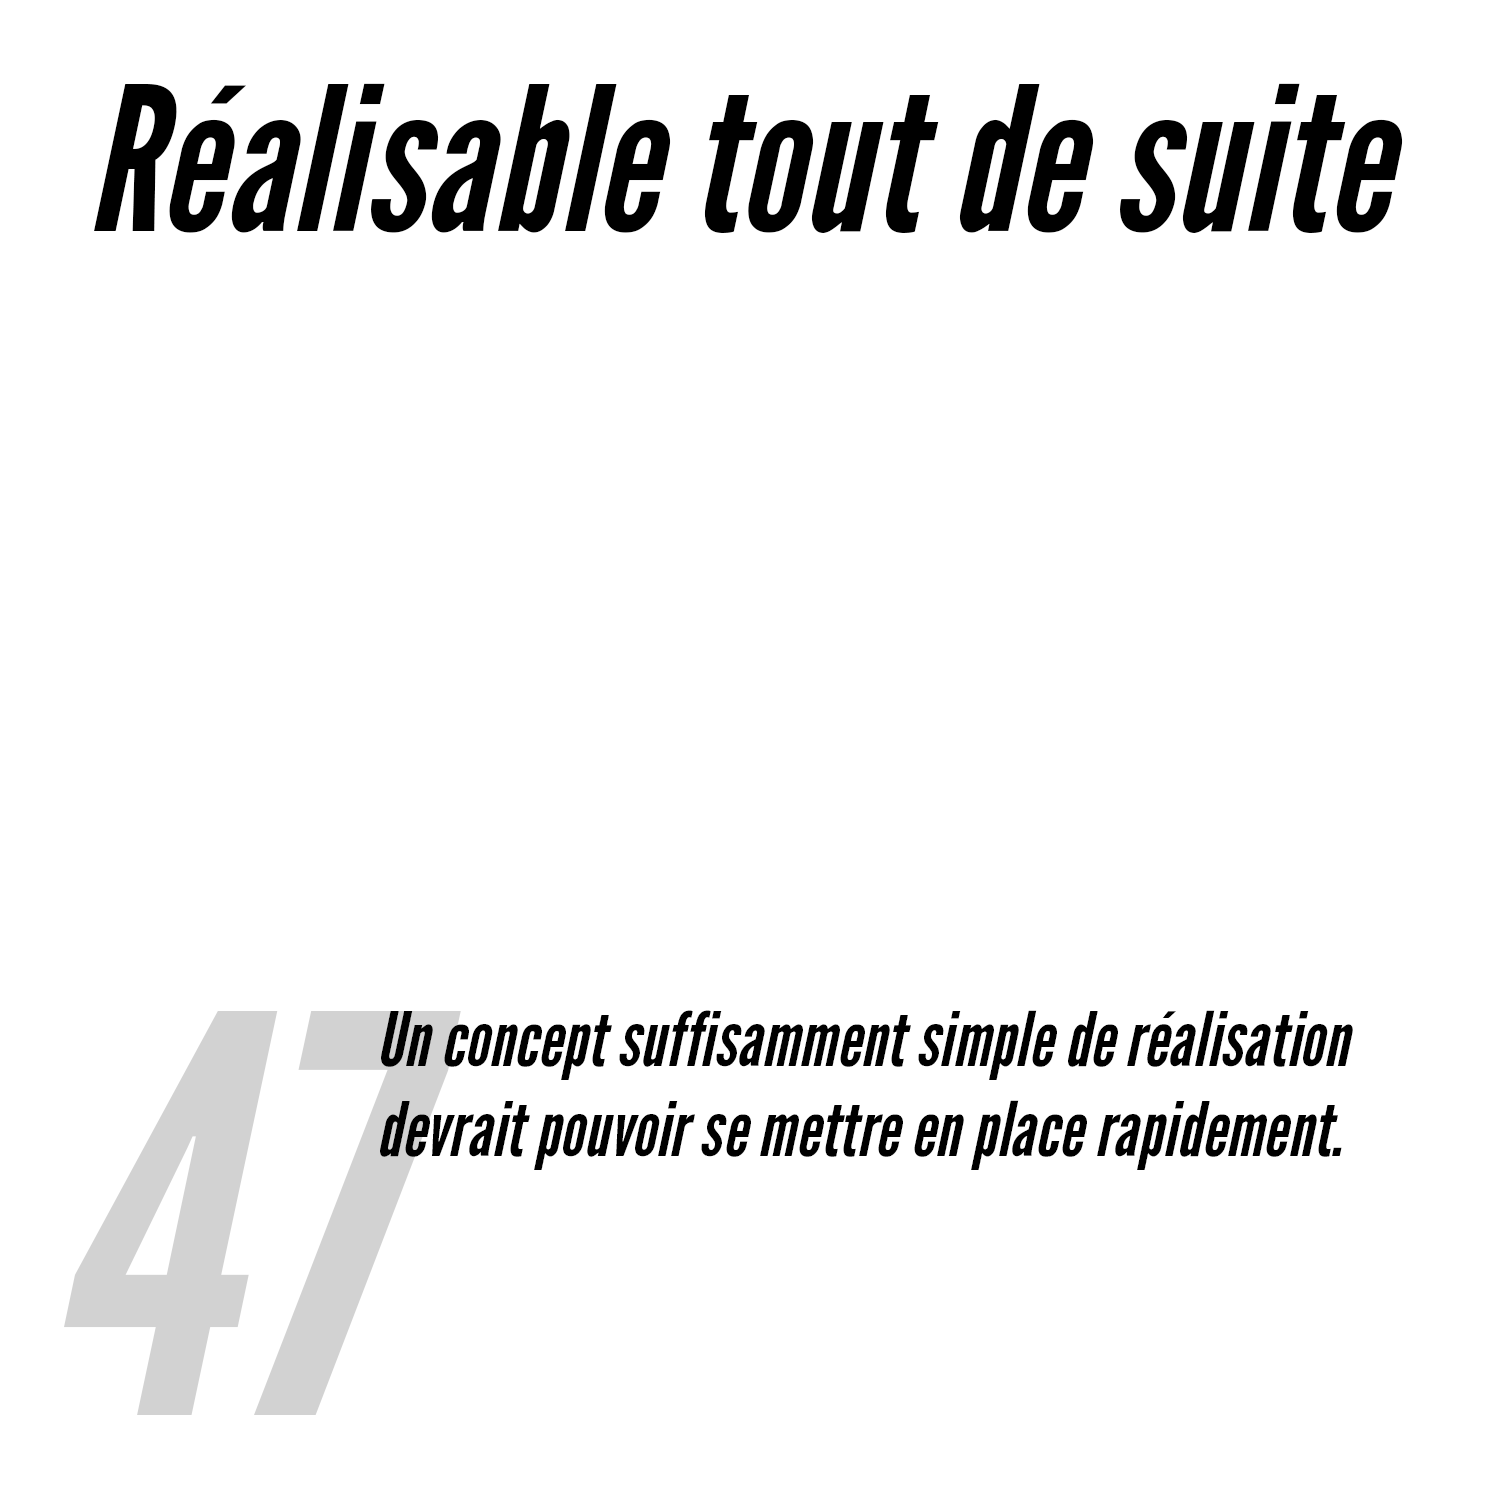 Réalisable tout de suite
Un concept suffisamment simple de réalisation
devrait pouvoir se mettre en place rapidement.
47